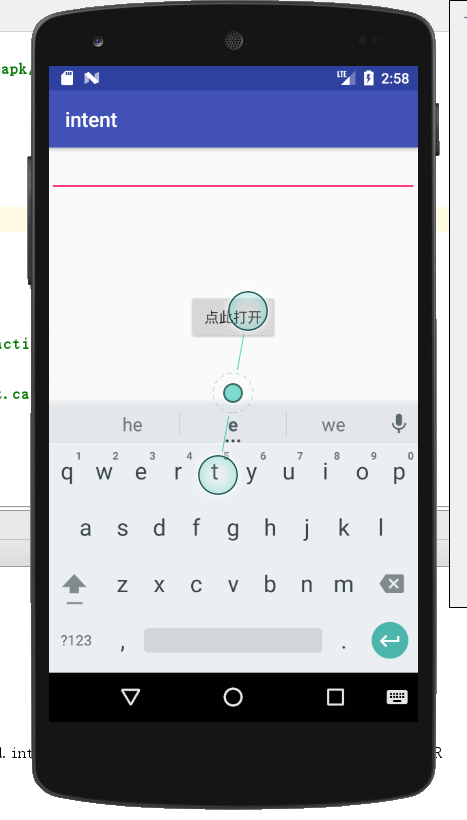 apk/
LTE 2:58
intent
点此打开
acti
t.ca
he e we
1 2 3 4 5 6 7 8 9 0
q w e r t y u i o p
a s d f g h j k l
z x c v b n m
?123 , .
d. int R